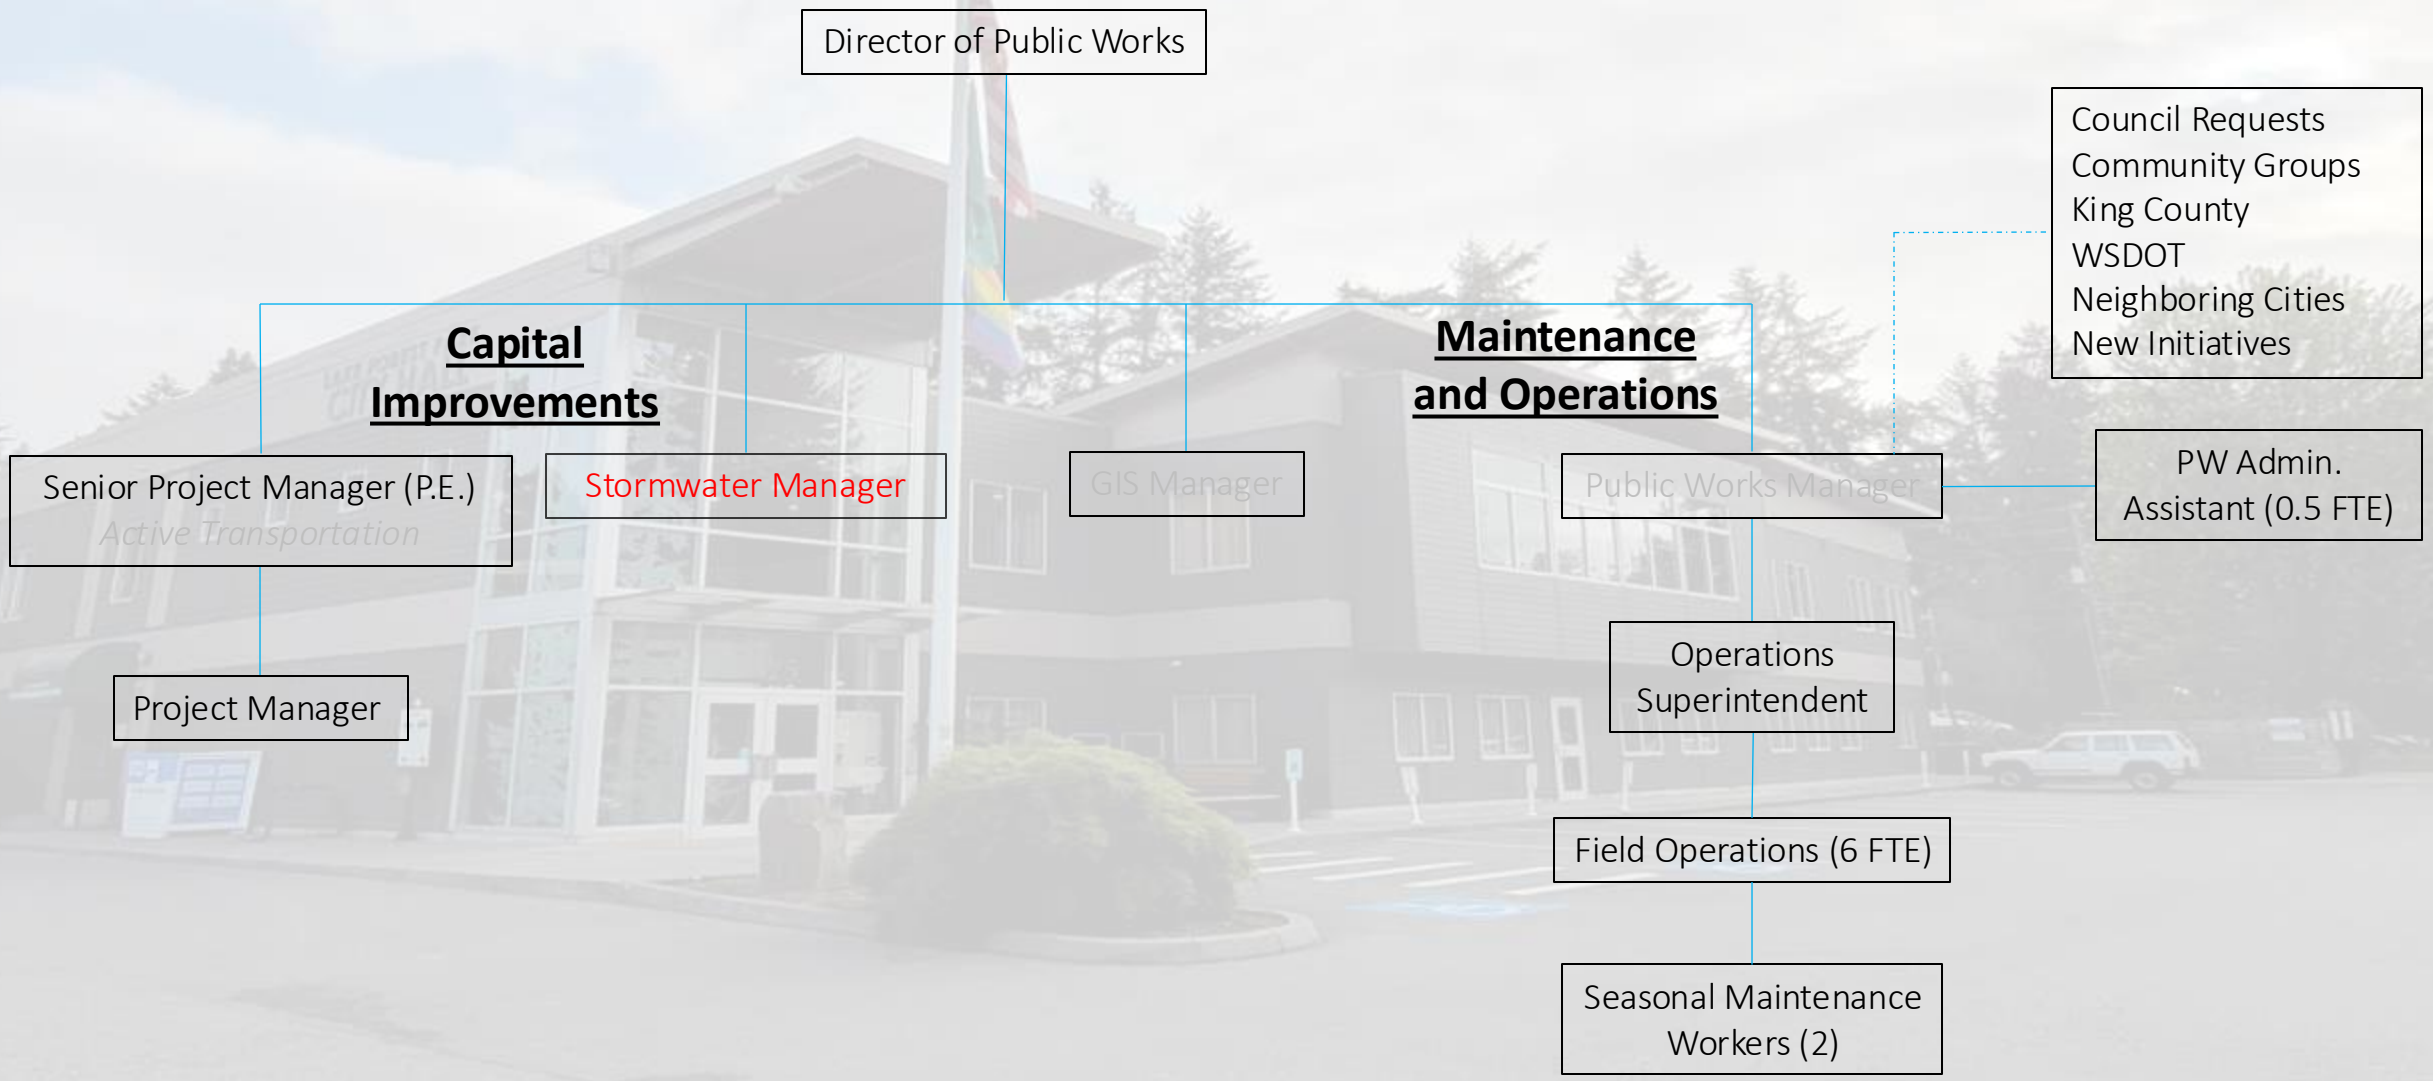 Director of Public Works
Council Requests
Community Groups
King County
WSDOT
Neighboring Cities
New Initiatives
Capital
Improvements
Maintenance
and Operations
Senior Project Manager (P.E.)
Active Transportation
Stormwater Manager
GIS Manager
Public Works Manager
PW Admin.
Assistant (0.5 FTE)
Project Manager
Operations
Superintendent
Field Operations (6 FTE)
Seasonal Maintenance
Workers (2)